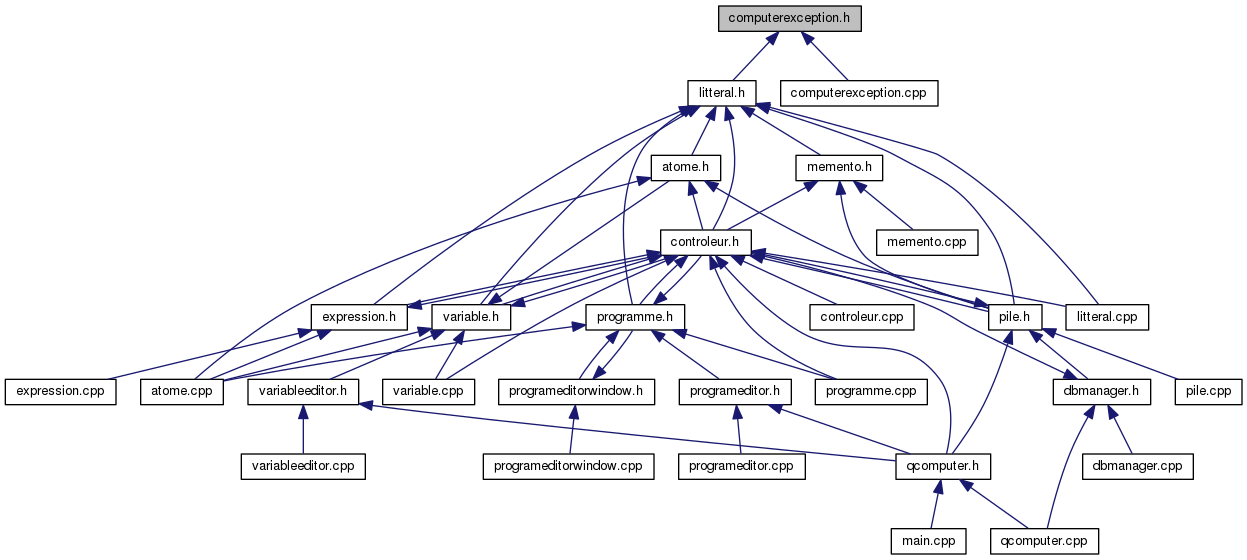 computerexception.h
litteral.h
computerexception.cpp
atome.h
memento.h
controleur.h
memento.cpp
expression.h
variable.h
programme.h
controleur.cpp
pile.h
litteral.cpp
expression.cpp
atome.cpp
variableeditor.h
variable.cpp
programeditorwindow.h
programeditor.h
programme.cpp
dbmanager.h
pile.cpp
variableeditor.cpp
programeditorwindow.cpp
programeditor.cpp
qcomputer.h
dbmanager.cpp
main.cpp
qcomputer.cpp